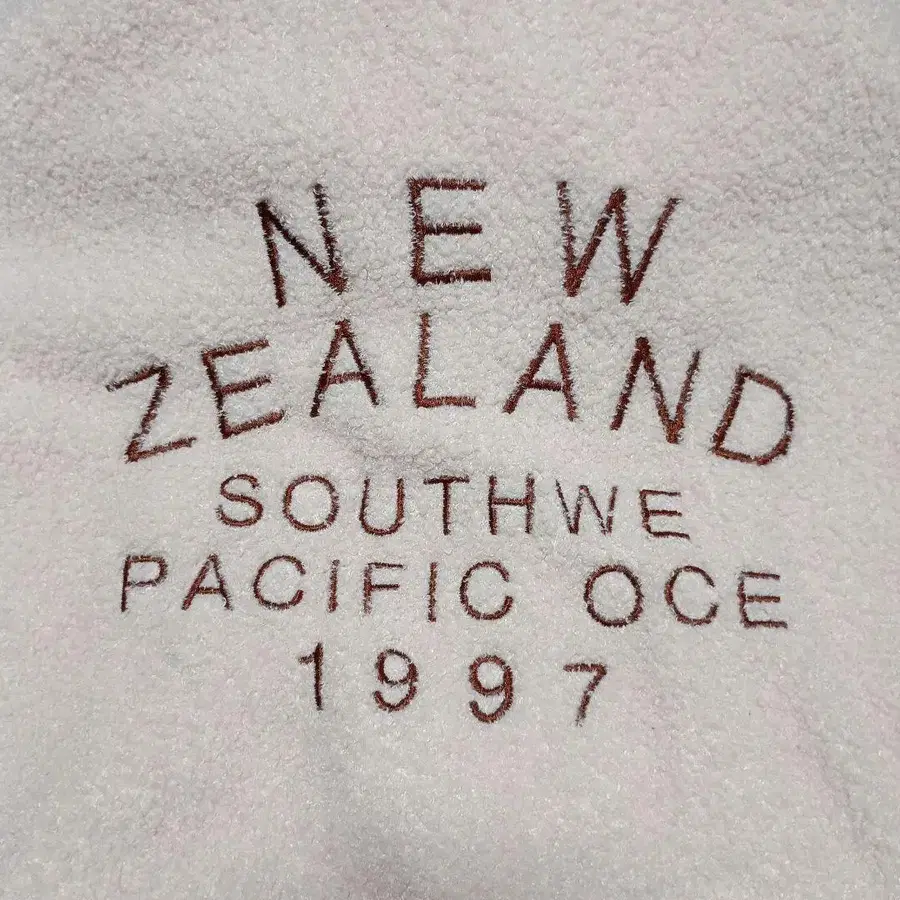 NEW
ZEALAND
SOUTHWE
PACIFIC OCE
1997